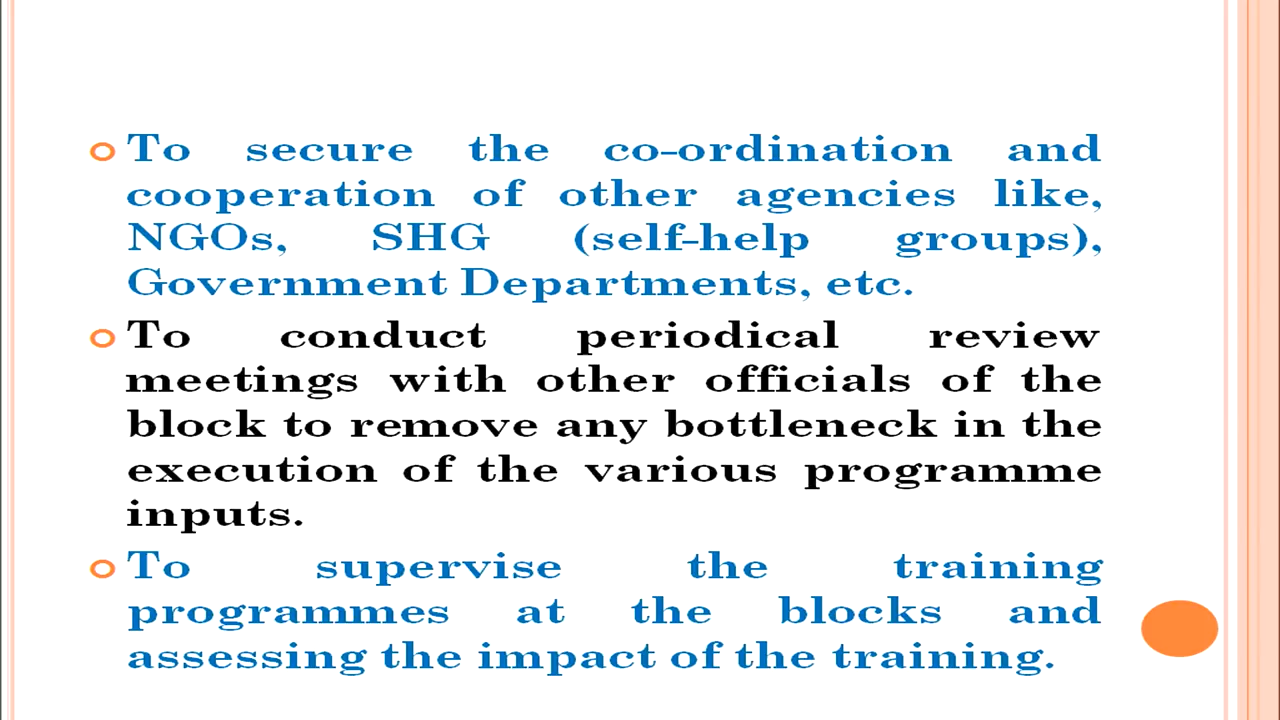 To secure the co-ordination and
cooperation of other agencies like,
NGOs, SHG (self-help groups),
Government Departments, etc.
To conduct periodical review
meetings with other officials of the
block to remove any bottleneck in the
execution of the various programme
inputs.
To supervise the training
programmes at the blocks and
assessing the impact of the training.